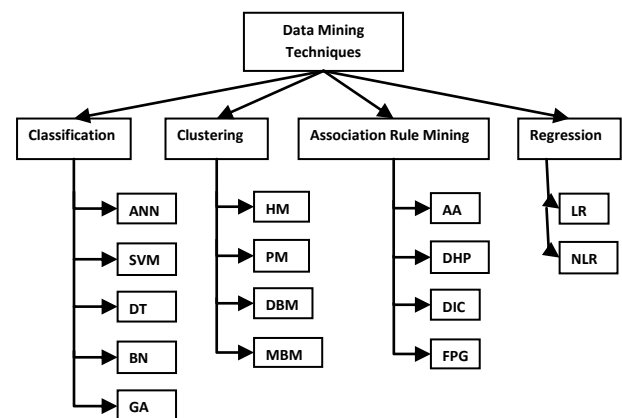 Data Mining
Techniques
Classification
Clustering
Association Rule Mining
Regression
ANN
SVM
DT
BN
GA
HM
PM
DBM
MBM
AA
DHP
DIC
FPG
LR
NLR